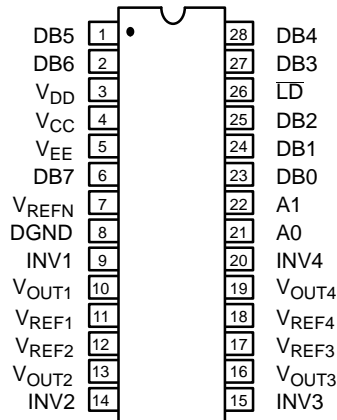 DB5 1 28 DB4
DB6 2 27 DB3
VDD 3 26 L̅D̅
VCC 4 25 DB2
VEE 5 24 DB1
DB7 6 23 DB0
VREFN 7 22 A1
DGND 8 21 A0
INV1 9 20 INV4
VOUT1 10 19 VOUT4
VREF1 11 18 VREF4
VREF2 12 17 VREF3
VOUT2 13 16 VOUT3
INV2 14 15 INV3